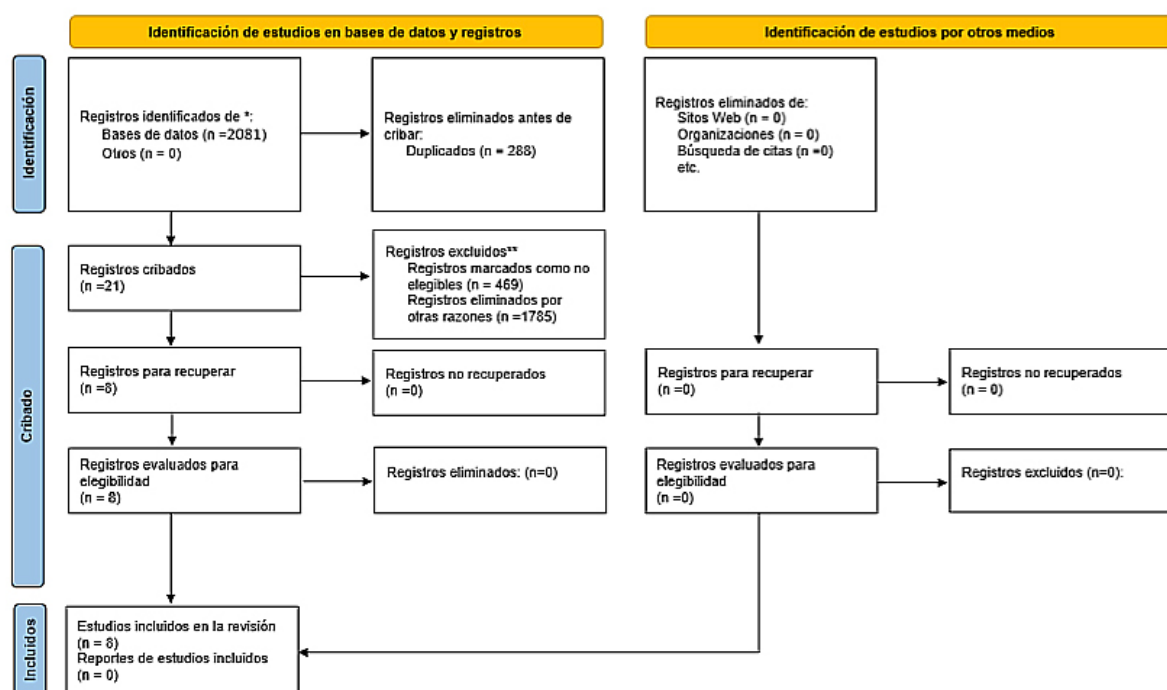 Identificación de estudios en bases de datos y registros
Identificación de estudios por otros medios
Identificación
Registros identificados de *:
Bases de datos (n =2081)
Otros (n = 0)
Registros eliminados antes de
cribar:
Duplicados (n = 288)
Registros eliminados de:
Sitos Web (n = 0)
Organizaciones (n = 0)
Búsqueda de citas (n =0)
etc.
Cribado
Registros cribados
(n =21)
Registros excluidos**
Registros marcados como no
elegibles (n = 469)
Registros eliminados por
otras razones (n =1785)
Registros para recuperar
(n =8)
Registros no recuperados
(n =0)
Registros para recuperar
(n =0)
Registros no recuperados
(n = 0)
Registros evaluados para
elegibilidad
(n = 8)
Registros eliminados: (n=0)
Registros evaluados para
elegibilidad
(n =0)
Registros excluidos (n=0):
Incluidos
Estudios incluidos en la revisión
(n = 8)
Reportes de estudios incluidos
(n = 0)